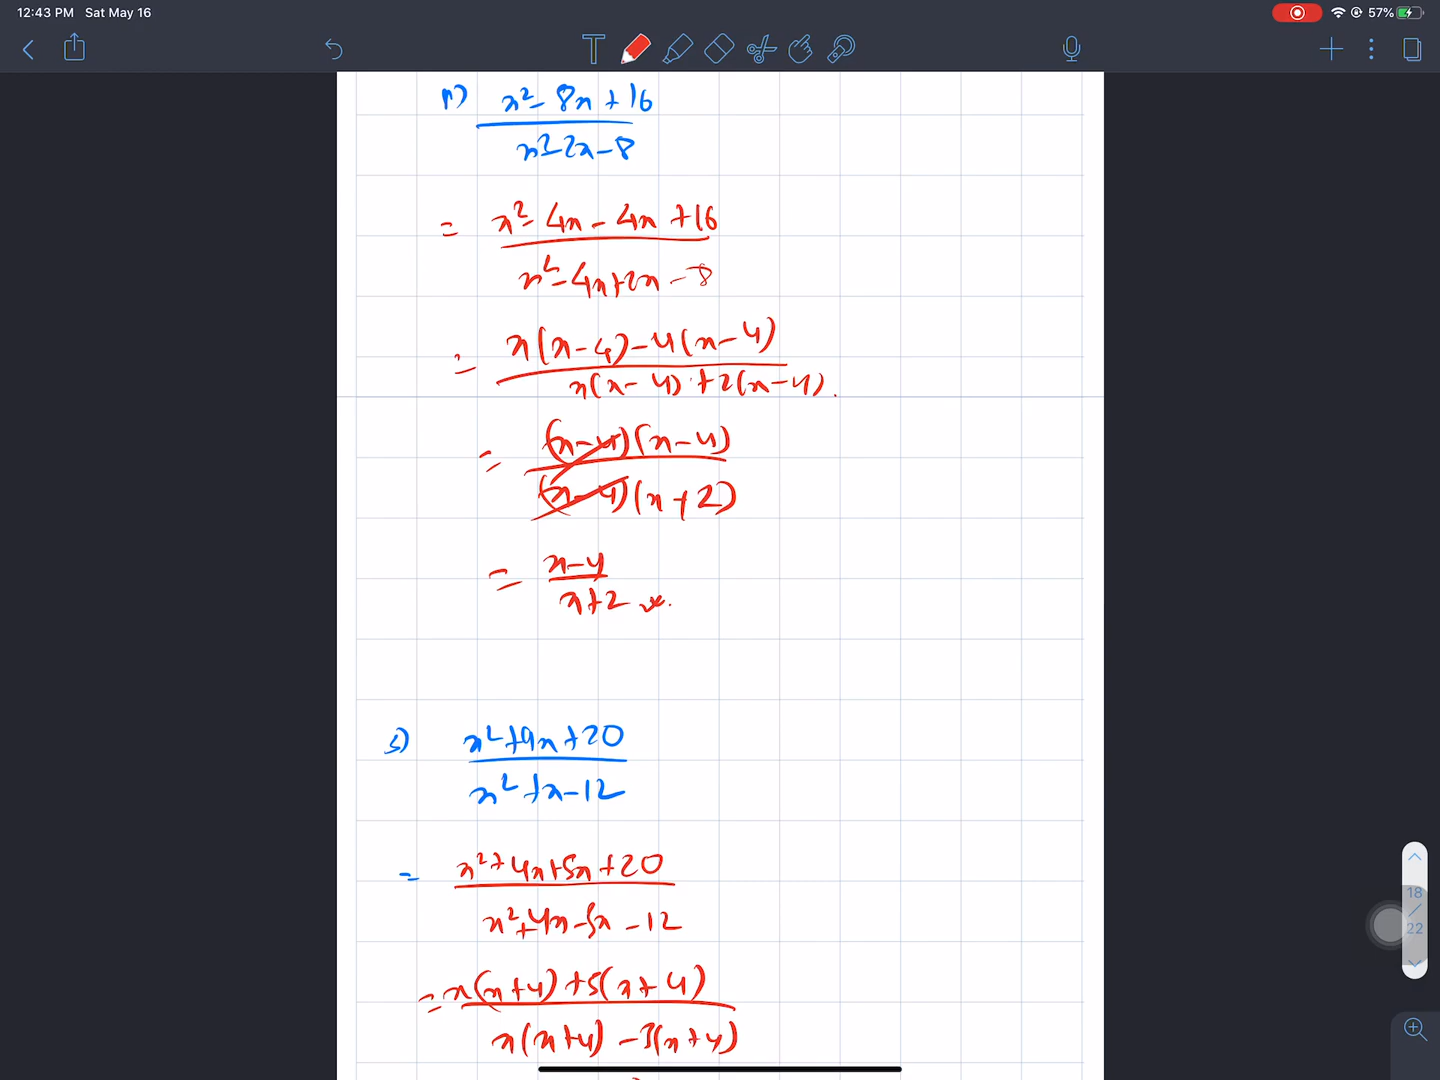 12:43 PM Sat May 16
57%
x² - 8x + 16
x² - 2x - 8
= x² - 4x - 4x + 16
x² - 4x + 2x - 8
= x(x-4) - 4(x-4)
x(x-4) + 2(x-4).
= (x-4)(x-4)
(x-4)(x+2)
= x-4
x+2
s) x² + 9x + 20
x² + x - 12
= x² + 4x + 5x + 20
x² + 4x - 3x - 12
= x(x+4) + 5(x+4)
x(x+4) - 3(x+4)
18
22